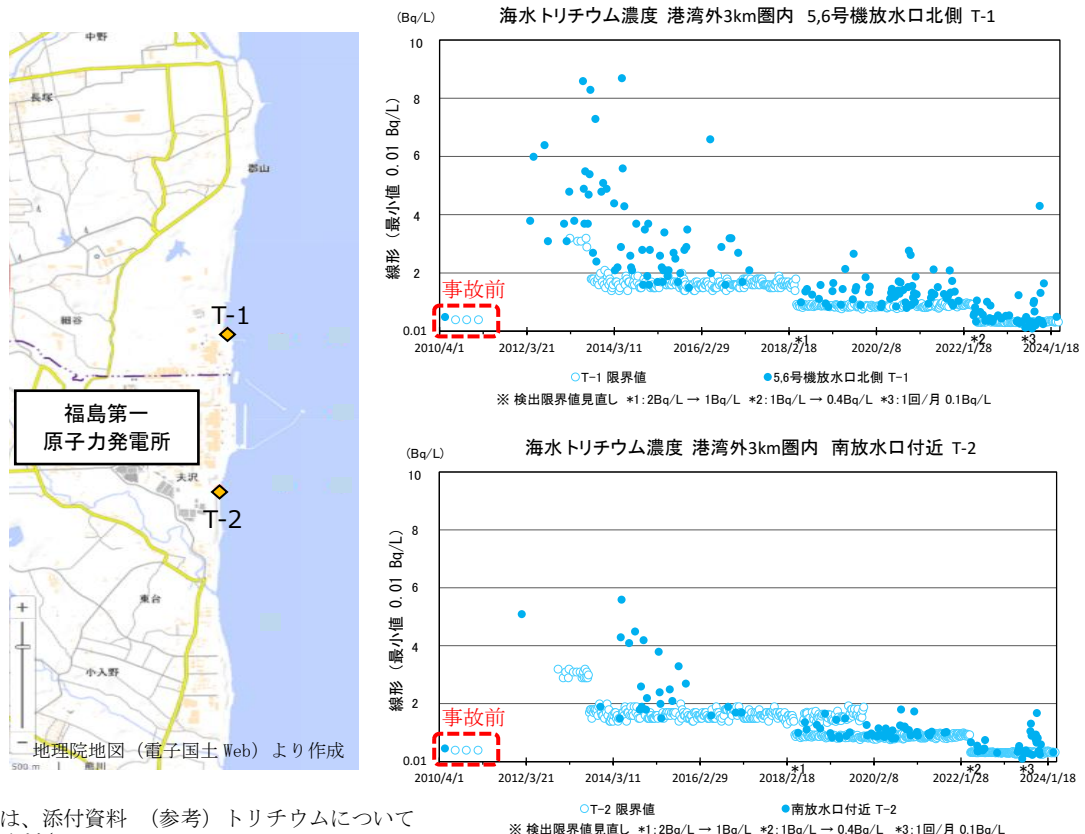 中野
長塚
郡山
細谷
T-1
福島第一
原子力発電所
夫沢
T-2
東台
小入野
熊川
+
−
500 m
地理院地図（電子国土 Web）より作成
は、添付資料　（参考）トリチウムについて
(Bq/L)
海水トリチウム濃度 港湾外3km圏内　5,6号機放水口北側 T-1
線形（最小値 0.01 Bq/L）
10
8
6
4
2
0.01
事故前
2010/4/1 2012/3/21 2014/3/11 2016/2/29 2018/2/18 2020/2/8 2022/1/28 2024/1/18
*1 *2 *3
○T-1 限界値 ●5,6号機放水口北側 T-1
※ 検出限界値見直し *1:2Bq/L → 1Bq/L *2:1Bq/L → 0.4Bq/L *3:1回/月 0.1Bq/L
(Bq/L)
海水トリチウム濃度 港湾外3km圏内　南放水口付近 T-2
線形（最小値 0.01 Bq/L）
10
8
6
4
2
0.01
事故前
2010/4/1 2012/3/21 2014/3/11 2016/2/29 2018/2/18 2020/2/8 2022/1/28 2024/1/18
*1 *2 *3
○T-2 限界値 ●南放水口付近 T-2
※ 検出限界値見直し *1:2Bq/L → 1Bq/L *2:1Bq/L → 0.4Bq/L *3:1回/月 0.1Bq/L